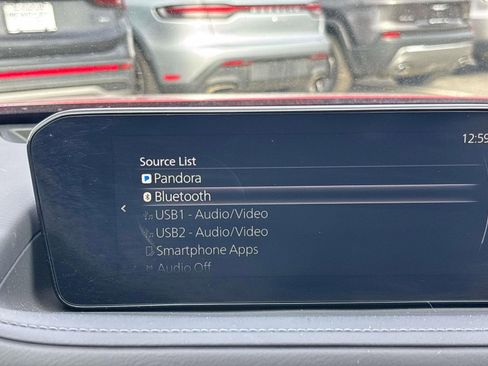 12:59
Source List
Pandora
Bluetooth
USB1 - Audio/Video
USB2 - Audio/Video
Smartphone Apps
Audio Off